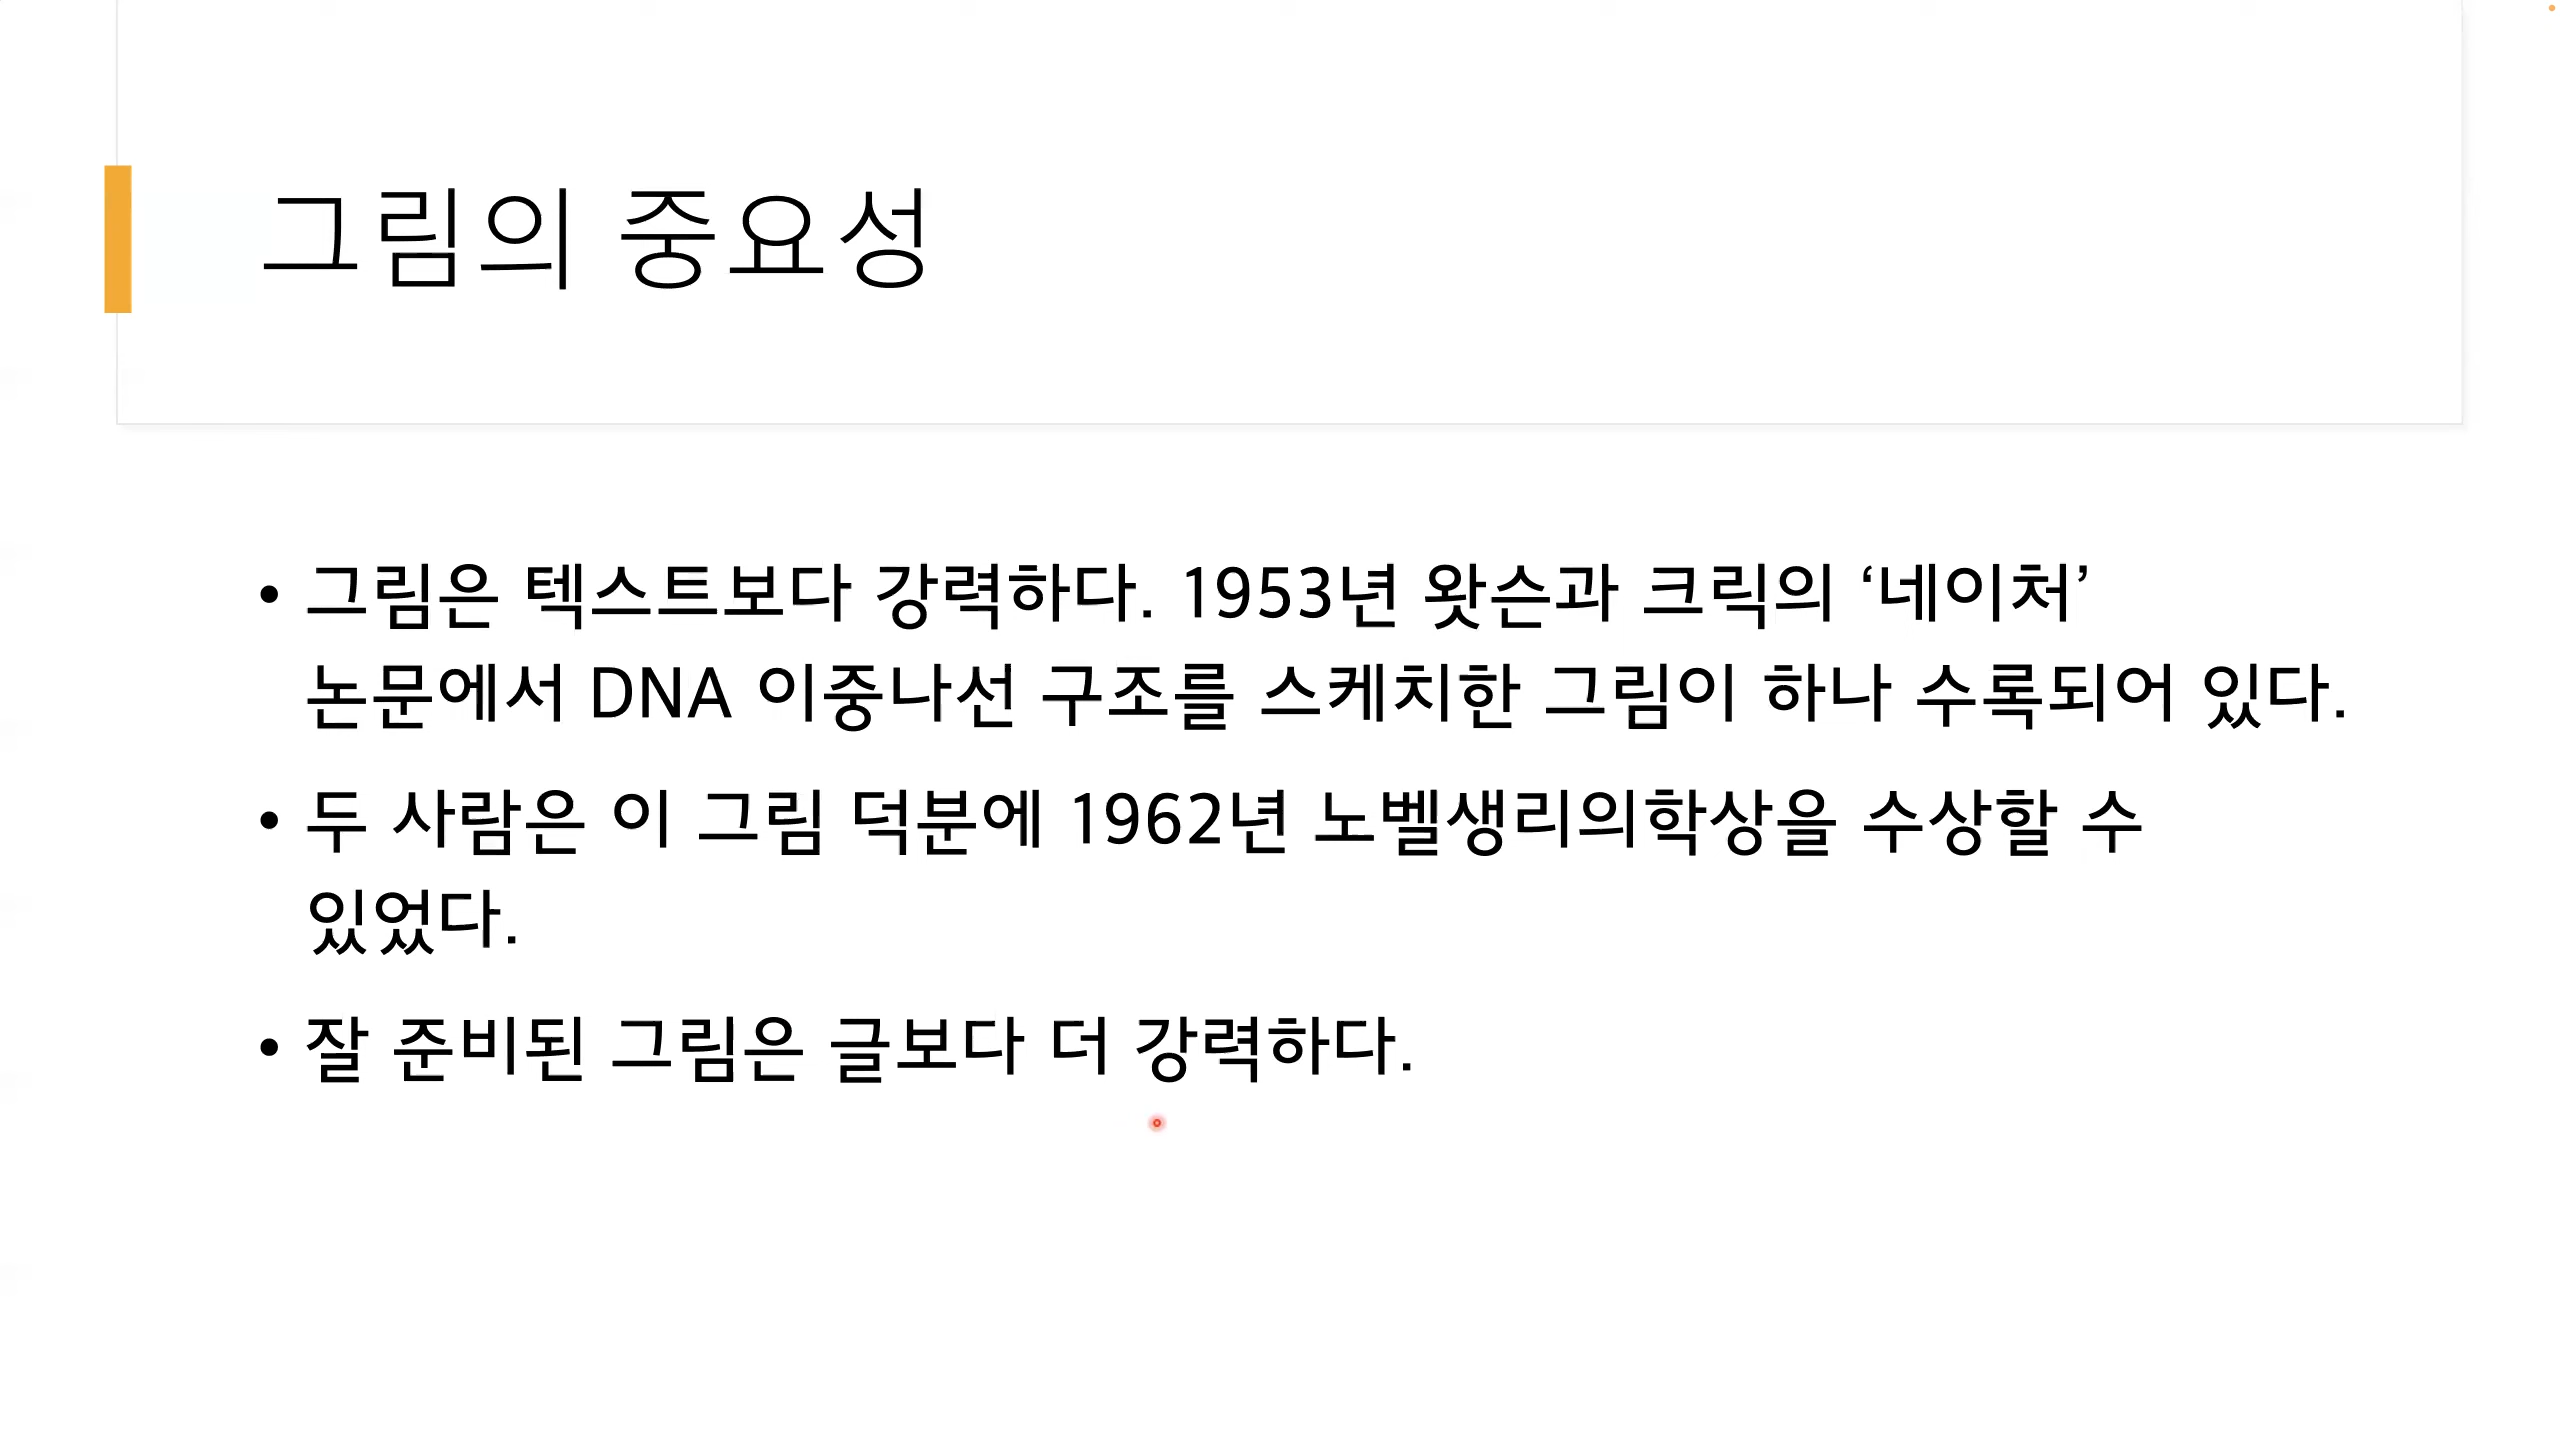 그림의 중요성
• 그림은 텍스트보다 강력하다. 1953년 왓슨과 크릭의 ‘네이처’
논문에서 DNA 이중나선 구조를 스케치한 그림이 하나 수록되어 있다.
• 두 사람은 이 그림 덕분에 1962년 노벨생리의학상을 수상할 수
있었다.
• 잘 준비된 그림은 글보다 더 강력하다.